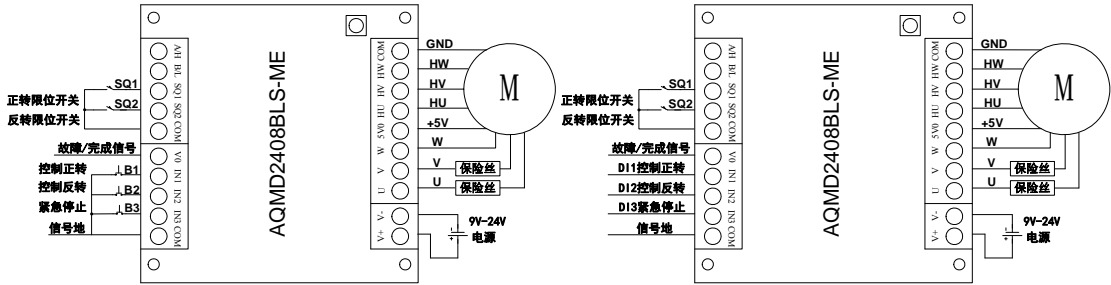 AQMD2408BLS-ME
A/H
B/L
SQ1
SQ2
COM
V0
IN1
IN2
IN3
COM
COM
HW
HV
HU
5V0
W
V
U
V-
V+
SQ1
正转限位开关
SQ2
反转限位开关
故障/完成信号
控制正转
B1
控制反转
B2
紧急停止
B3
信号地
GND
HW
HV
HU
+5V
W
V
保险丝
U
保险丝
M
9V-24V
电源
AQMD2408BLS-ME
A/H
B/L
SQ1
SQ2
COM
V0
IN1
IN2
IN3
COM
COM
HW
HV
HU
5V0
W
V
U
V-
V+
SQ1
正转限位开关
SQ2
反转限位开关
故障/完成信号
DI1控制正转
DI2控制反转
DI3紧急停止
信号地
GND
HW
HV
HU
+5V
W
V
保险丝
U
保险丝
M
9V-24V
电源